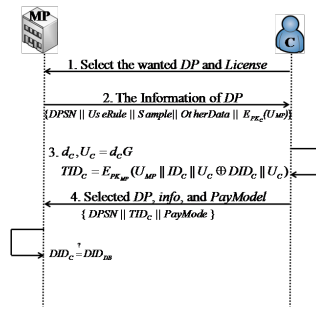 MP
C
1. Select the wanted DP and License
2. The Information of DP
{DPSN || UseRule || Sample || OtherData || E_{PK_C}(U_{MP})}
3. d_C, U_C = d_C G
TID_C = E_{PK_{MP}}(U_{MP} || ID_C || U_C ⊕ DID_C || U_C)
4. Selected DP, info, and PayModel
{ DPSN || TID_C || PayMode }
DID_C ≟ DID_{DB}